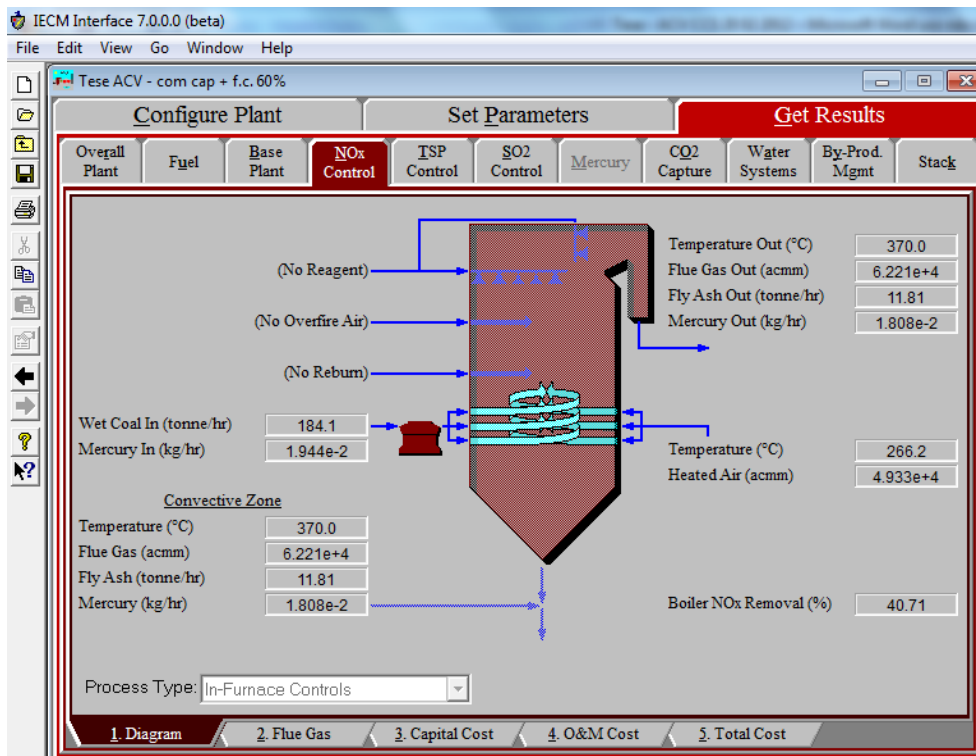 IECM Interface 7.0.0.0 (beta)
File Edit View Go Window Help
Tese ACV - com cap + f.c. 60%
Configure Plant Set Parameters Get Results
Overall Plant Fuel Base Plant NOx Control TSP Control SO2 Control Mercury CO2 Capture Water Systems By-Prod. Mgmt Stack
(No Reagent)
(No Overfire Air)
(No Reburn)
Temperature Out (°C) 370.0
Flue Gas Out (acmm) 6.221e+4
Fly Ash Out (tonne/hr) 11.81
Mercury Out (kg/hr) 1.808e-2
Wet Coal In (tonne/hr) 184.1
Mercury In (kg/hr) 1.944e-2
Temperature (°C) 266.2
Heated Air (acmm) 4.933e+4
Convective Zone
Temperature (°C) 370.0
Flue Gas (acmm) 6.221e+4
Fly Ash (tonne/hr) 11.81
Mercury (kg/hr) 1.808e-2
Boiler NOx Removal (%) 40.71
Process Type: In-Furnace Controls
1. Diagram 2. Flue Gas 3. Capital Cost 4. O&M Cost 5. Total Cost